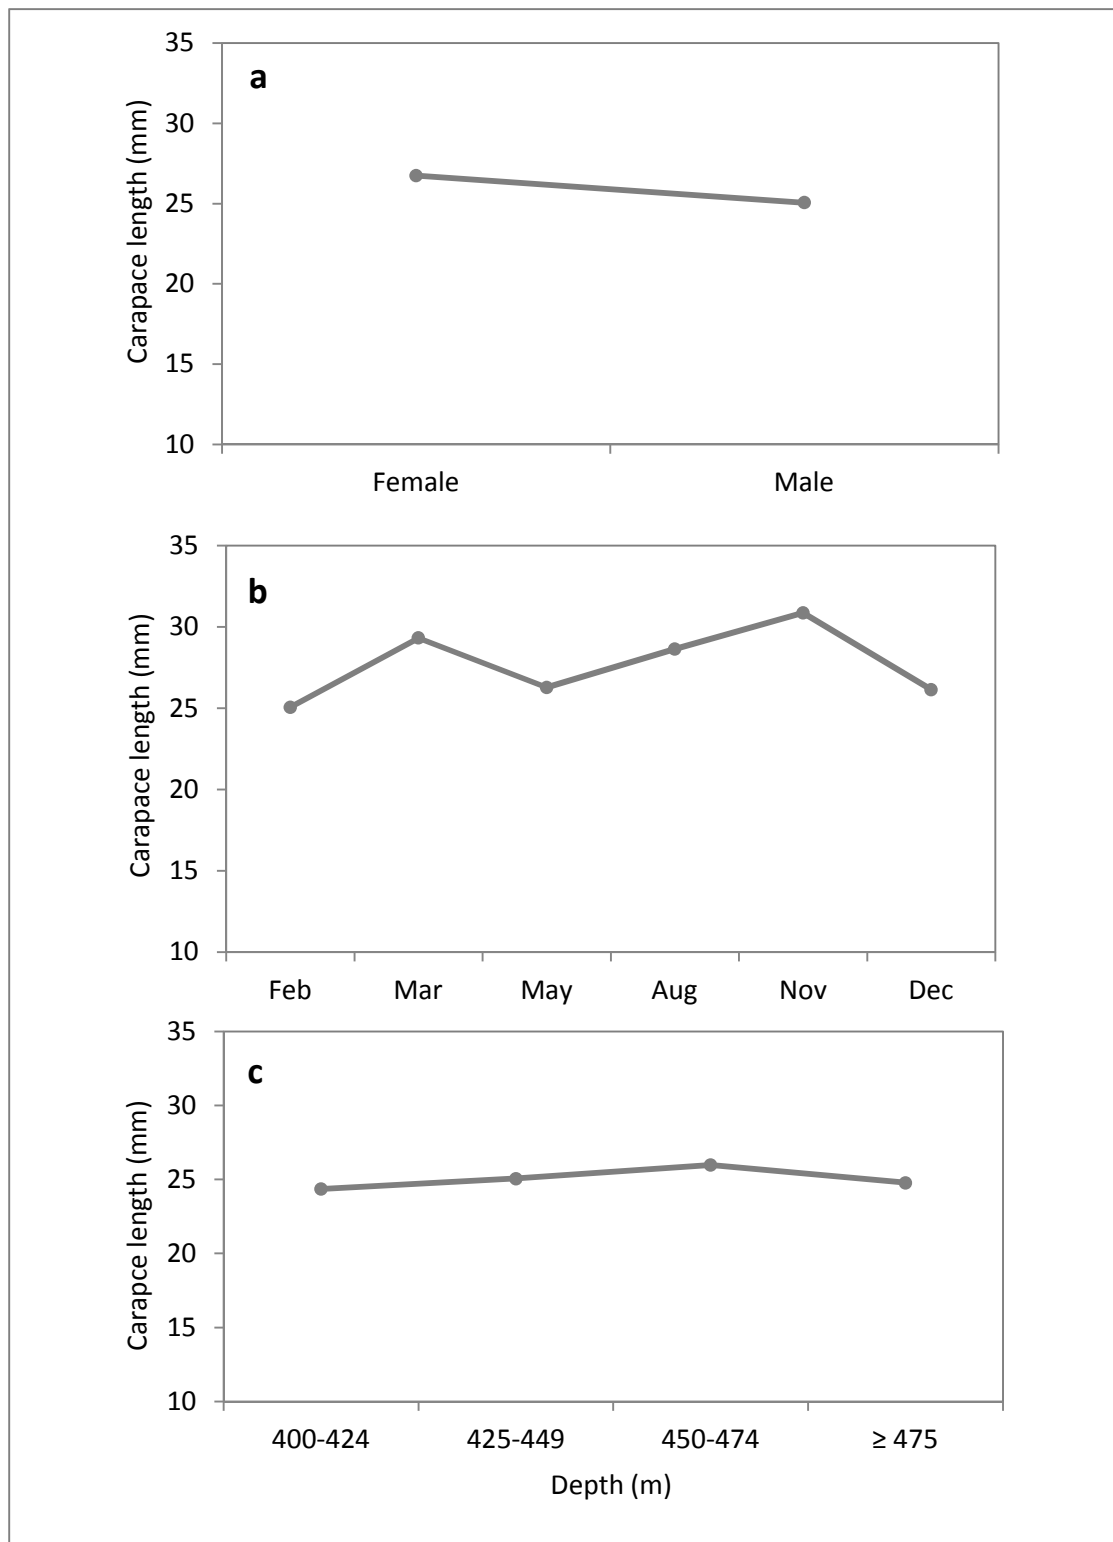 a
Carapace length (mm)
35
30
25
20
15
10
Female Male
b
Carapace length (mm)
35
30
25
20
15
10
Feb Mar May Aug Nov Dec
c
Carapce length (mm)
35
30
25
20
15
10
400-424 425-449 450-474 ≥ 475
Depth (m)